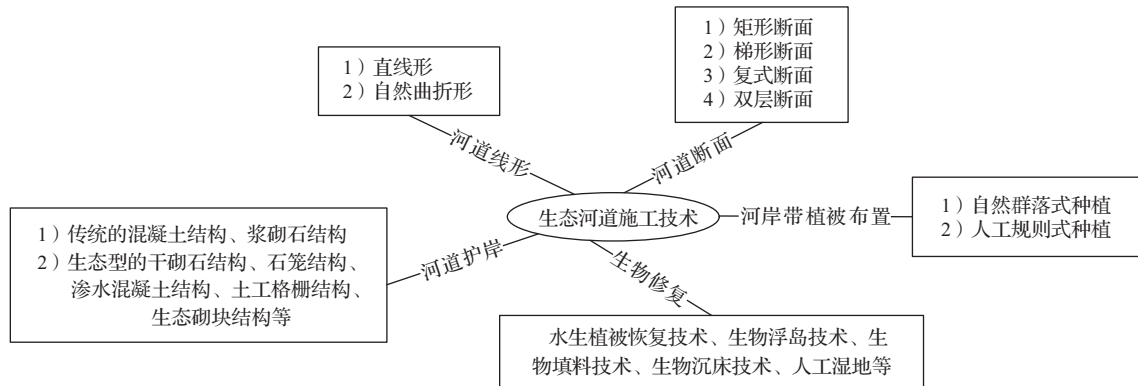 1）直线形
2）自然曲折形
1）矩形断面
2）梯形断面
3）复式断面
4）双层断面
河道线形
河道断面
生态河道施工技术
河岸带植被布置
1）自然群落式种植
2）人工规则式种植
1）传统的混凝土结构、浆砌石结构
2）生态型的干砌石结构、石笼结构、
渗水混凝土结构、土工格栅结构、
生态砌块结构等
河道护岸
生物修复
水生植被恢复技术、生物浮岛技术、生
物填料技术、生物沉床技术、人工湿地等